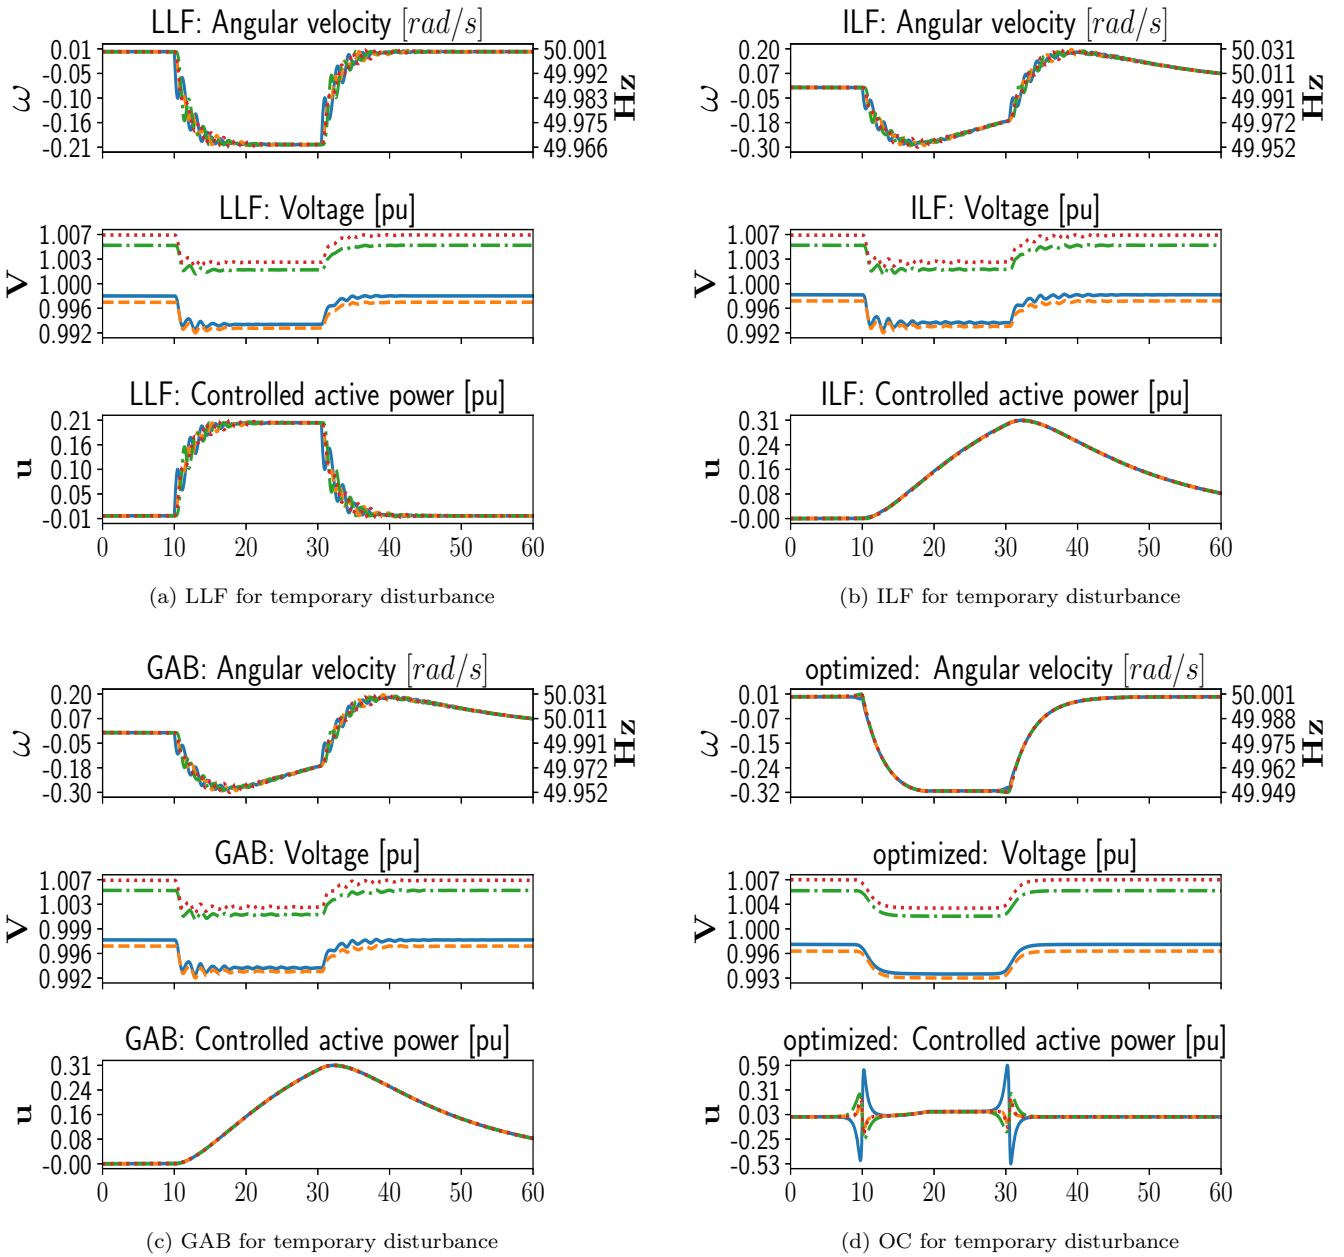 LLF: Angular velocity [rad/s]
0.01
-0.05
-0.10
-0.16
-0.21
ω
50.001
49.992
49.983
49.975
49.966
Hz
LLF: Voltage [pu]
1.007
1.003
1.000
0.996
0.992
V
LLF: Controlled active power [pu]
0.21
0.16
0.10
0.05
-0.01
u
0 10 20 30 40 50 60
(a) LLF for temporary disturbance
ILF: Angular velocity [rad/s]
0.20
0.07
-0.05
-0.18
-0.30
ω
50.031
50.011
49.991
49.972
49.952
Hz
ILF: Voltage [pu]
1.007
1.003
1.000
0.996
0.992
V
ILF: Controlled active power [pu]
0.31
0.24
0.16
0.08
-0.00
u
0 10 20 30 40 50 60
(b) ILF for temporary disturbance
GAB: Angular velocity [rad/s]
0.20
0.07
-0.05
-0.18
-0.30
ω
50.031
50.011
49.991
49.972
49.952
Hz
GAB: Voltage [pu]
1.007
1.003
0.999
0.996
0.992
V
GAB: Controlled active power [pu]
0.31
0.24
0.16
0.08
-0.00
u
0 10 20 30 40 50 60
(c) GAB for temporary disturbance
optimized: Angular velocity [rad/s]
0.01
-0.07
-0.15
-0.24
-0.32
ω
50.001
49.988
49.975
49.962
49.949
Hz
optimized: Voltage [pu]
1.007
1.004
1.000
0.996
0.993
V
optimized: Controlled active power [pu]
0.59
0.31
0.03
-0.25
-0.53
u
0 10 20 30 40 50 60
(d) OC for temporary disturbance